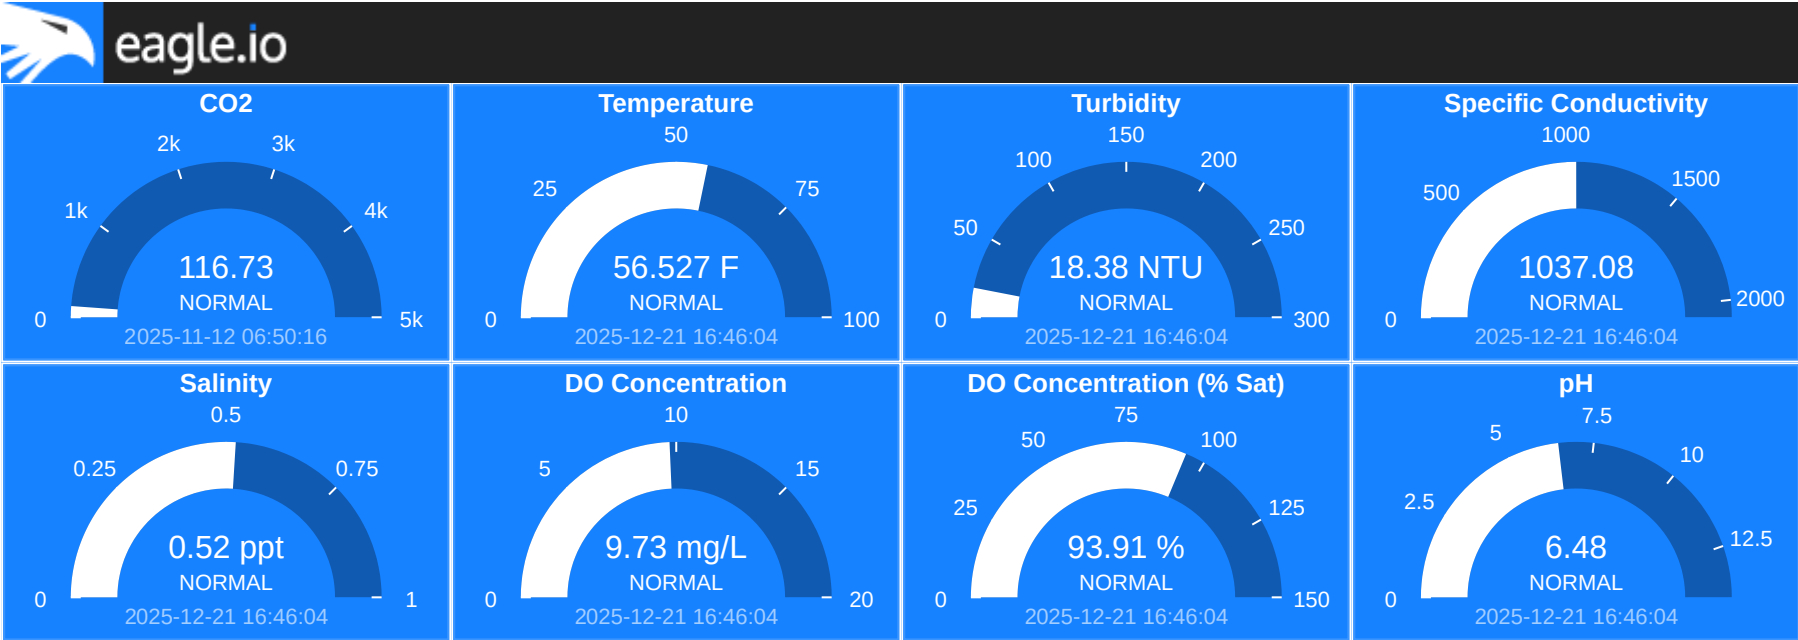 eagle.io
CO2
0
1k
2k
3k
4k
5k
116.73
NORMAL
2025-11-12 06:50:16
Temperature
0
25
50
75
100
56.527 F
NORMAL
2025-12-21 16:46:04
Turbidity
0
50
100
150
200
250
300
18.38 NTU
NORMAL
2025-12-21 16:46:04
Specific Conductivity
0
500
1000
1500
2000
1037.08
NORMAL
2025-12-21 16:46:04
Salinity
0
0.25
0.5
0.75
1
0.52 ppt
NORMAL
2025-12-21 16:46:04
DO Concentration
0
5
10
15
20
9.73 mg/L
NORMAL
2025-12-21 16:46:04
DO Concentration (% Sat)
0
25
50
75
100
125
150
93.91 %
NORMAL
2025-12-21 16:46:04
pH
0
2.5
5
7.5
10
12.5
6.48
NORMAL
2025-12-21 16:46:04